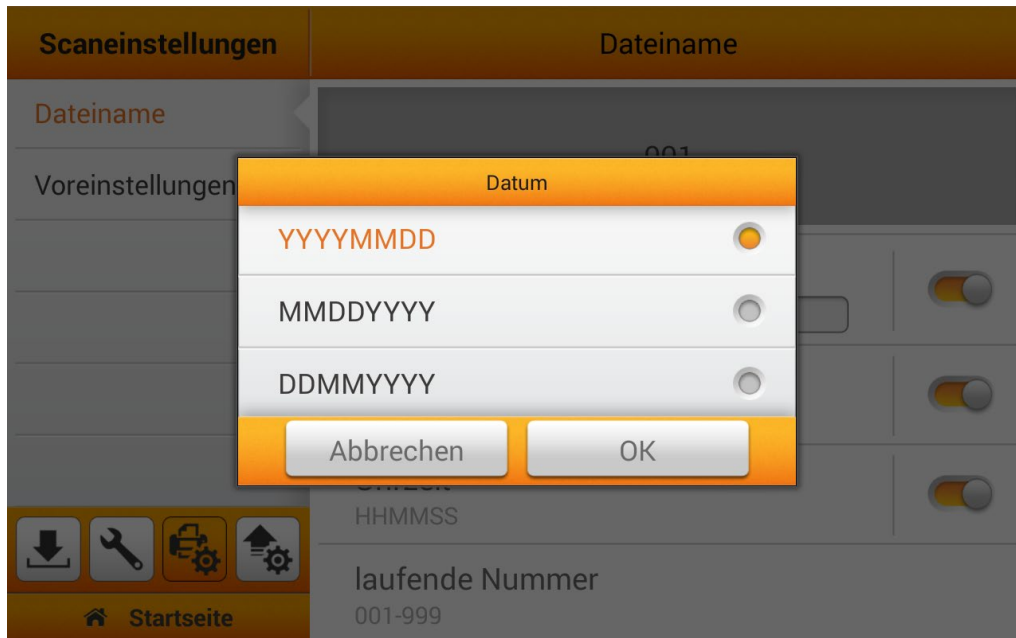 Scaneinstellungen
Dateiname
Dateiname
Voreinstellungen
Datum
YYYYMMDD
MMDDYYYY
DDMMYYYY
Abbrechen
OK
HHMMSS
laufende Nummer
001-999
Startseite